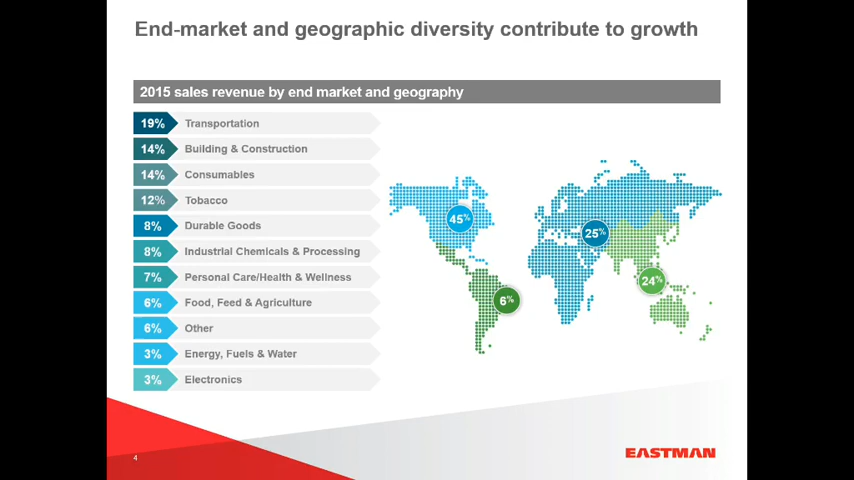 End-market and geographic diversity contribute to growth
2015 sales revenue by end market and geography
19% Transportation
14% Building & Construction
14% Consumables
12% Tobacco
8% Durable Goods
8% Industrial Chemicals & Processing
7% Personal Care/Health & Wellness
6% Food, Feed & Agriculture
6% Other
3% Energy, Fuels & Water
3% Electronics
45%
25%
24%
6%
4
EASTMAN